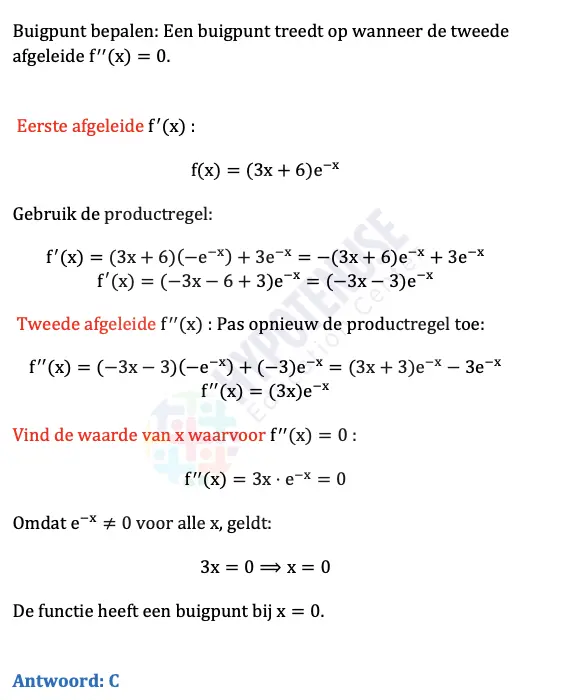 Buigpunt bepalen: Een buigpunt treedt op wanneer de tweede
afgeleide f′′(x) = 0.
Eerste afgeleide f′(x) :
f(x) = (3x + 6)e⁻ˣ
Gebruik de productregel:
f′(x) = (3x + 6)(−e⁻ˣ) + 3e⁻ˣ = −(3x + 6)e⁻ˣ + 3e⁻ˣ
f′(x) = (−3x − 6 + 3)e⁻ˣ = (−3x − 3)e⁻ˣ
Tweede afgeleide f′′(x) : Pas opnieuw de productregel toe:
f′′(x) = (−3x − 3)(−e⁻ˣ) + (−3)e⁻ˣ = (3x + 3)e⁻ˣ − 3e⁻ˣ
f′′(x) = (3x)e⁻ˣ
Vind de waarde van x waarvoor f′′(x) = 0 :
f′′(x) = 3x · e⁻ˣ = 0
Omdat e⁻ˣ ≠ 0 voor alle x, geldt:
3x = 0 ⟹ x = 0
De functie heeft een buigpunt bij x = 0.
Antwoord: C
HYPOTENUSE